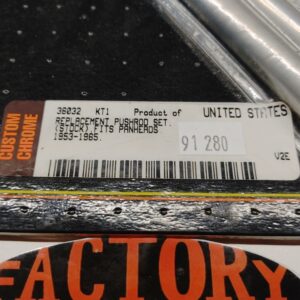 36032 KT1 Product of UNITED STATES
REPLACEMENT PUSHROD SET.
(STOCK) FITS PANHEADS
1953-1965.
91 280
V2E
CUSTOM
CHROME
FACTORY